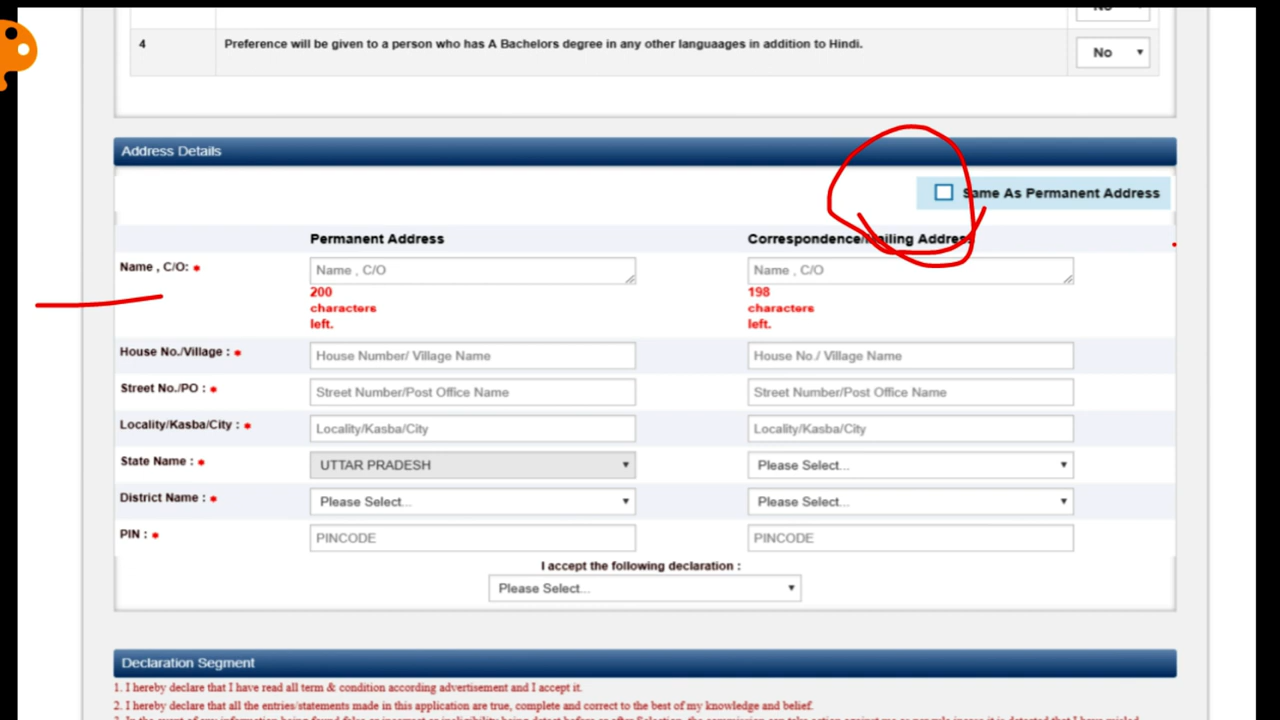 No
4 Preference will be given to a person who has A Bachelors degree in any other languaages in addition to Hindi. No
Address Details
Same As Permanent Address
Permanent Address Correspondence/Mailing Address
Name , C/O: * Name , C/O Name , C/O
200 198
characters characters
left. left.
House No./Village : * House Number/ Village Name House No./ Village Name
Street No./PO : * Street Number/Post Office Name Street Number/Post Office Name
Locality/Kasba/City : * Locality/Kasba/City Locality/Kasba/City
State Name : * UTTAR PRADESH Please Select...
District Name : * Please Select... Please Select...
PIN : * PINCODE PINCODE
I accept the following declaration :
Please Select...
Declaration Segment
1. I hereby declare that I have read all term & condition according advertisement and I accept it.
2. I hereby declare that all the entries/statements made in this application are true, complete and correct to the best of my knowledge and belief.